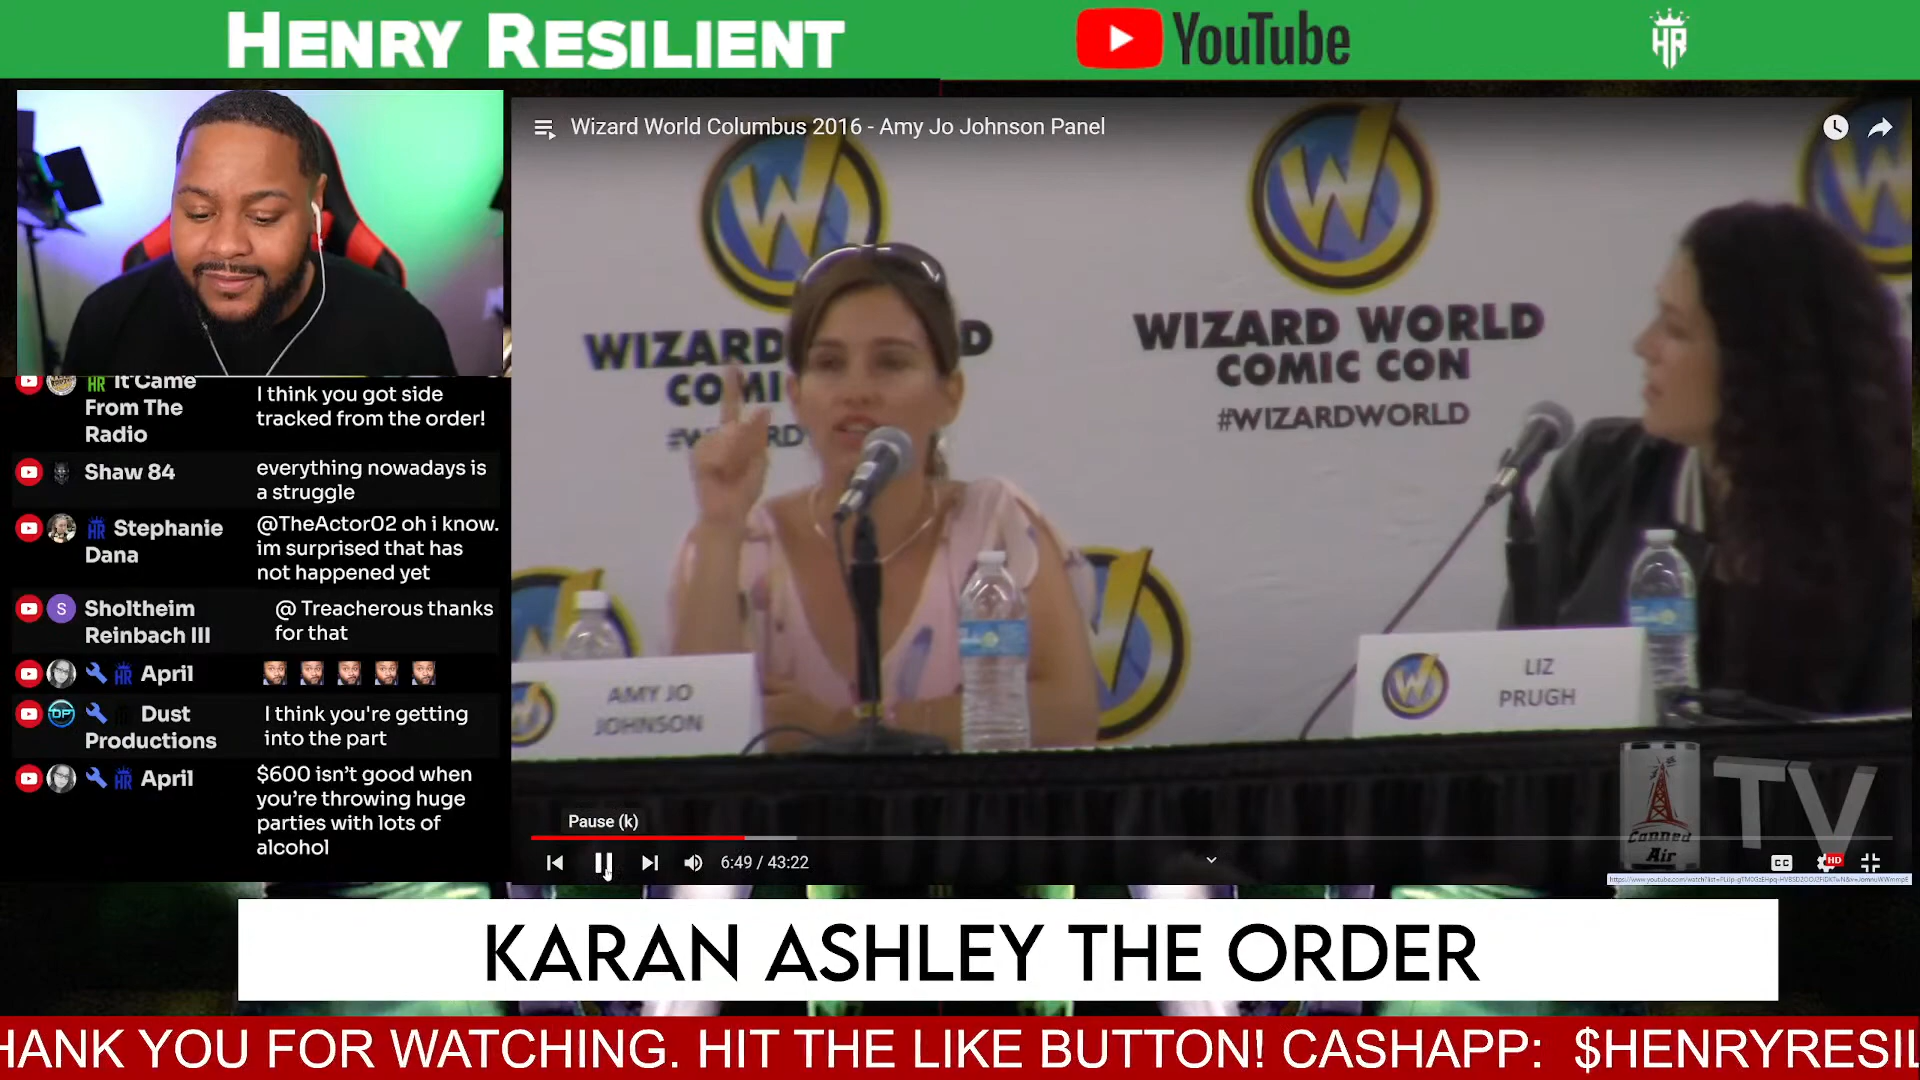 HENRY RESILIENT
YouTube
HR
Wizard World Columbus 2016 - Amy Jo Johnson Panel
WIZARD WORLD
COMIC CON
#WIZARDWORLD
AMY JO
JOHNSON
LIZ
PRUGH
Canned
Air
TV
Pause (k)
6:49 / 43:22
CC
HD
It Came
From The
Radio
I think you got side
tracked from the order!
Shaw 84
everything nowadays is
a struggle
Stephanie
Dana
@TheActor02 oh i know.
im surprised that has
not happened yet
S
Sholtheim
Reinbach III
@ Treacherous thanks
for that
April
DP
Dust
Productions
I think you're getting
into the part
April
$600 isn’t good when
you’re throwing huge
parties with lots of
alcohol
KARAN ASHLEY THE ORDER
HANK YOU FOR WATCHING. HIT THE LIKE BUTTON! CASHAPP: $HENRYRESIL